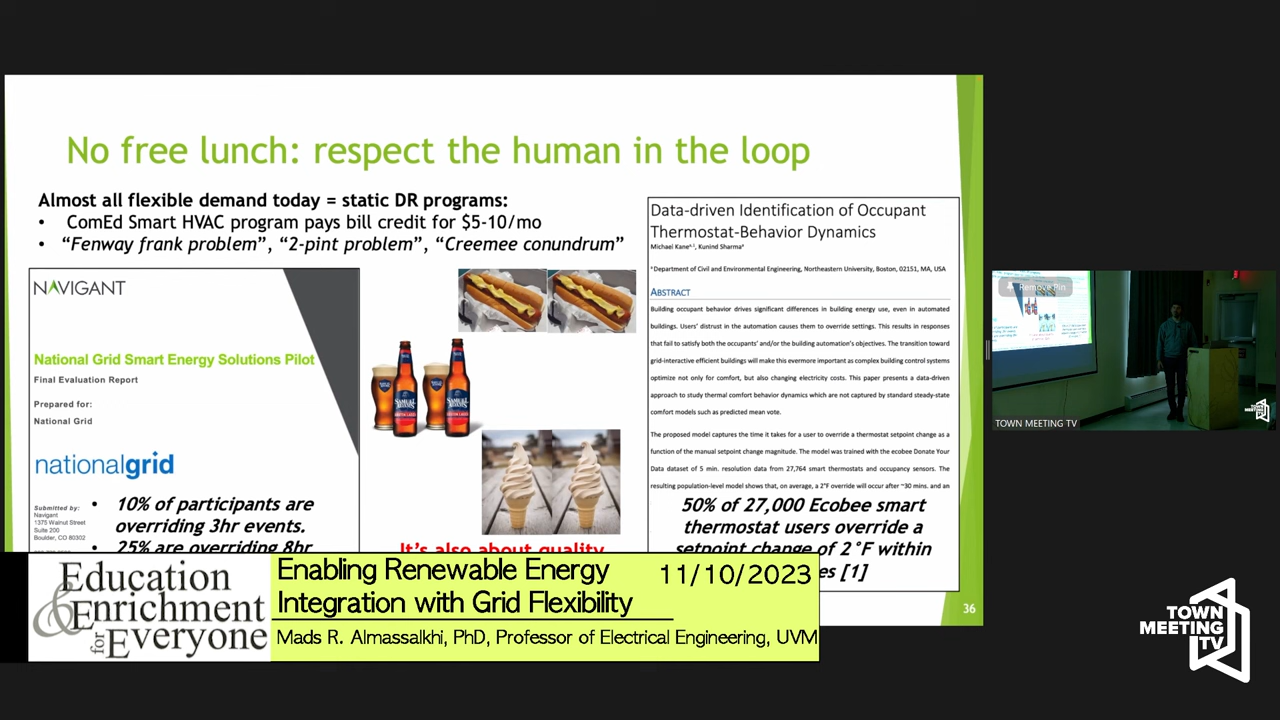 No free lunch: respect the human in the loop
Almost all flexible demand today = static DR programs:
• ComEd Smart HVAC program pays bill credit for $5-10/mo
• “Fenway frank problem”, “2-pint problem”, “Creemee conundrum”
NAVIGANT
National Grid Smart Energy Solutions Pilot
Final Evaluation Report
Prepared for:
National Grid
nationalgrid
Submitted by:
Navigant
1375 Walnut Street
Suite 200
Boulder, CO 80302
• 10% of participants are
overriding 3hr events.
• 25% are overriding 8hr
SAMUEL ADAMS
SAMUEL ADAMS
It's also about quality
Data-driven Identification of Occupant
Thermostat-Behavior Dynamics
Michael Kane, Kunind Sharma
Department of Civil and Environmental Engineering, Northeastern University, Boston, 02151, MA, USA
ABSTRACT
Building occupant behavior drives significant differences in building energy use, even in automated
buildings. Users' distrust in the automation causes them to override settings. This results in responses
that fail to satisfy both the occupants' and/or the building automation's objectives. The transition toward
grid-interactive efficient buildings will make this evermore important as complex building control systems
optimize not only for comfort, but also changing electricity costs. This paper presents a data-driven
approach to study thermal comfort behavior dynamics which are not captured by standard steady-state
comfort models such as predicted mean vote.
The proposed model captures the time it takes for a user to override a thermostat setpoint change as a
function of the manual setpoint change magnitude. The model was trained with the ecobee Donate Your
Data dataset of 5 min. resolution data from 27,764 smart thermostats and occupancy sensors. The
resulting population-level model shows that, on average, a 2°F override will occur after ~30 mins. and an
50% of 27,000 Ecobee smart
thermostat users override a
setpoint change of 2°F within
es [1]
36
Remove Pin
TOWN MEETING TV
Education
& Enrichment
for Everyone
Enabling Renewable Energy
Integration with Grid Flexibility
11/10/2023
Mads R. Almassalkhi, PhD, Professor of Electrical Engineering, UVM
TOWN
MEETING
TV